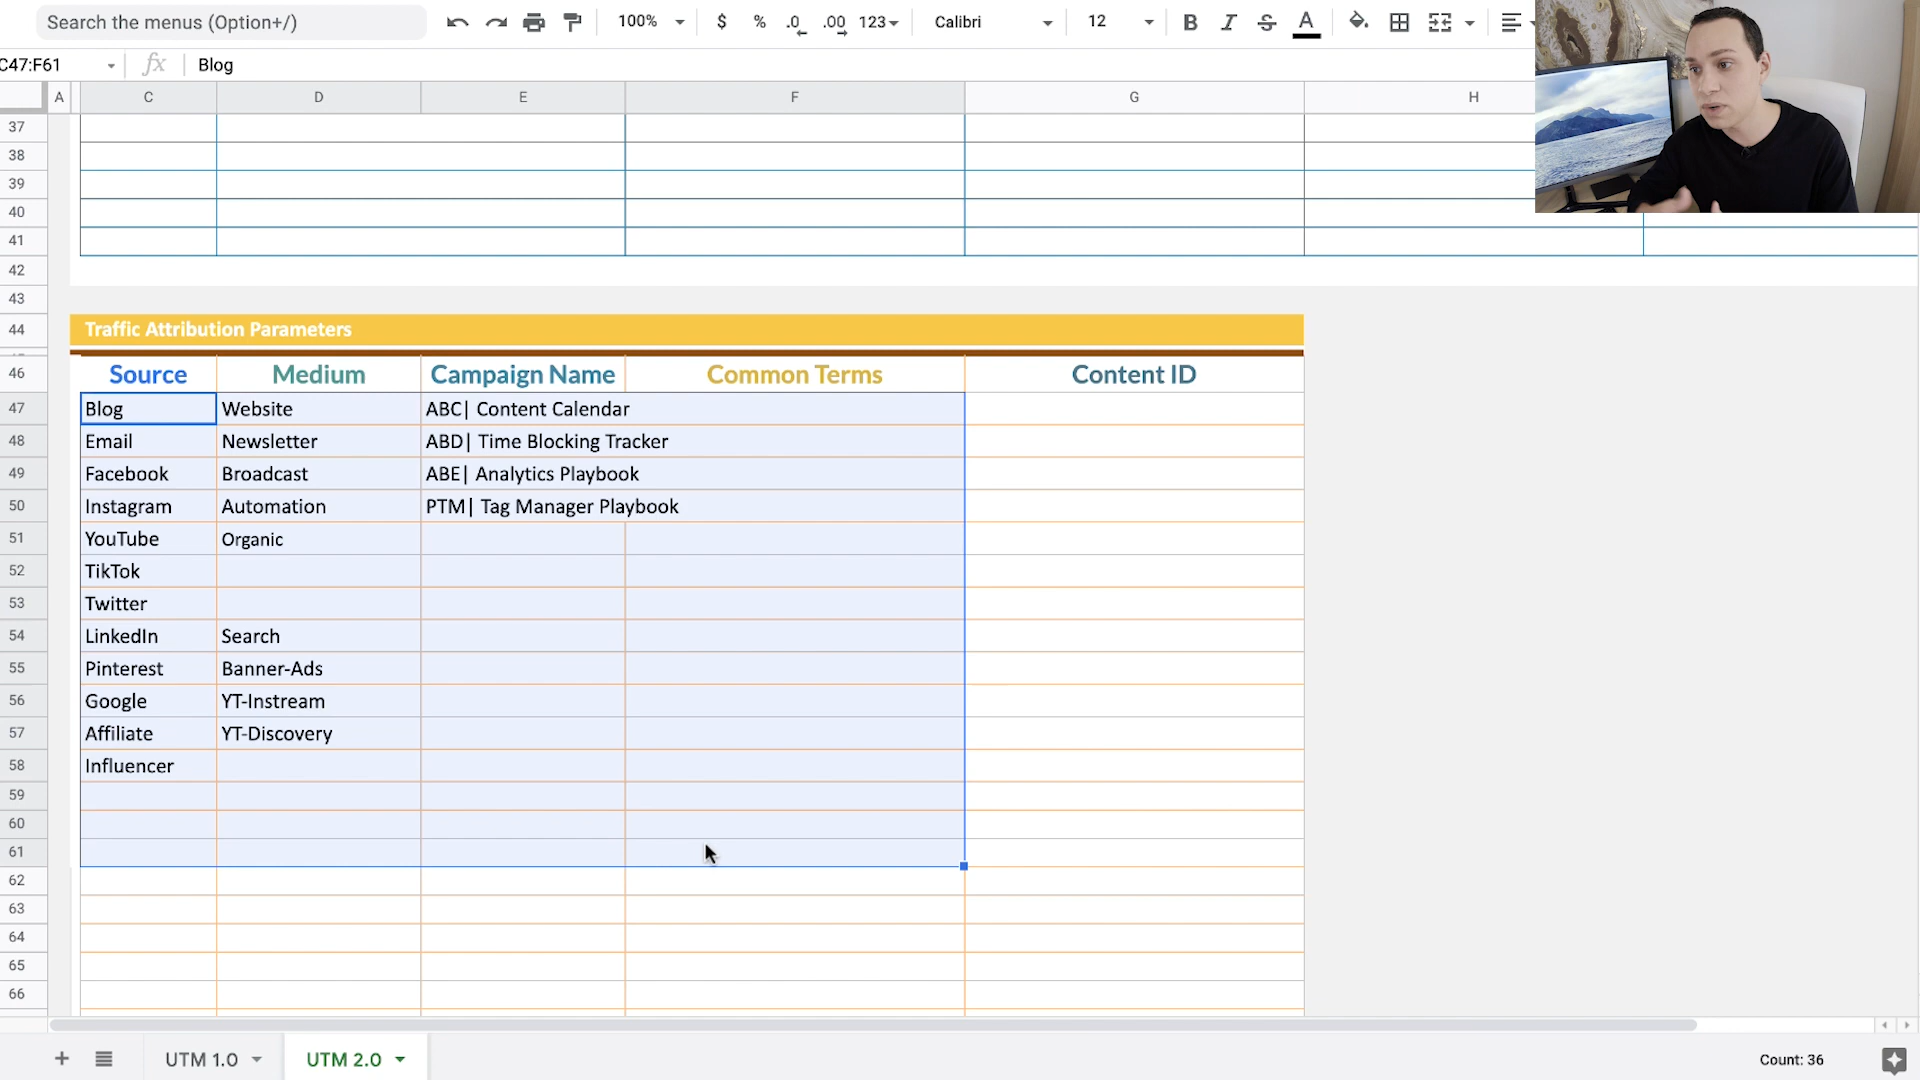 Search the menus (Option+/)
100%
$ % .0 .00 123
Calibri
12
B I S A
C47:F61
fx Blog
A C D E F G H
37
38
39
40
41
42
43
44 Traffic Attribution Parameters
46 Source Medium Campaign Name Common Terms Content ID
47 Blog Website ABC| Content Calendar
48 Email Newsletter ABD| Time Blocking Tracker
49 Facebook Broadcast ABE| Analytics Playbook
50 Instagram Automation PTM| Tag Manager Playbook
51 YouTube Organic
52 TikTok
53 Twitter
54 LinkedIn Search
55 Pinterest Banner-Ads
56 Google YT-Instream
57 Affiliate YT-Discovery
58 Influencer
59
60
61
62
63
64
65
66
+ UTM 1.0 UTM 2.0 Count: 36